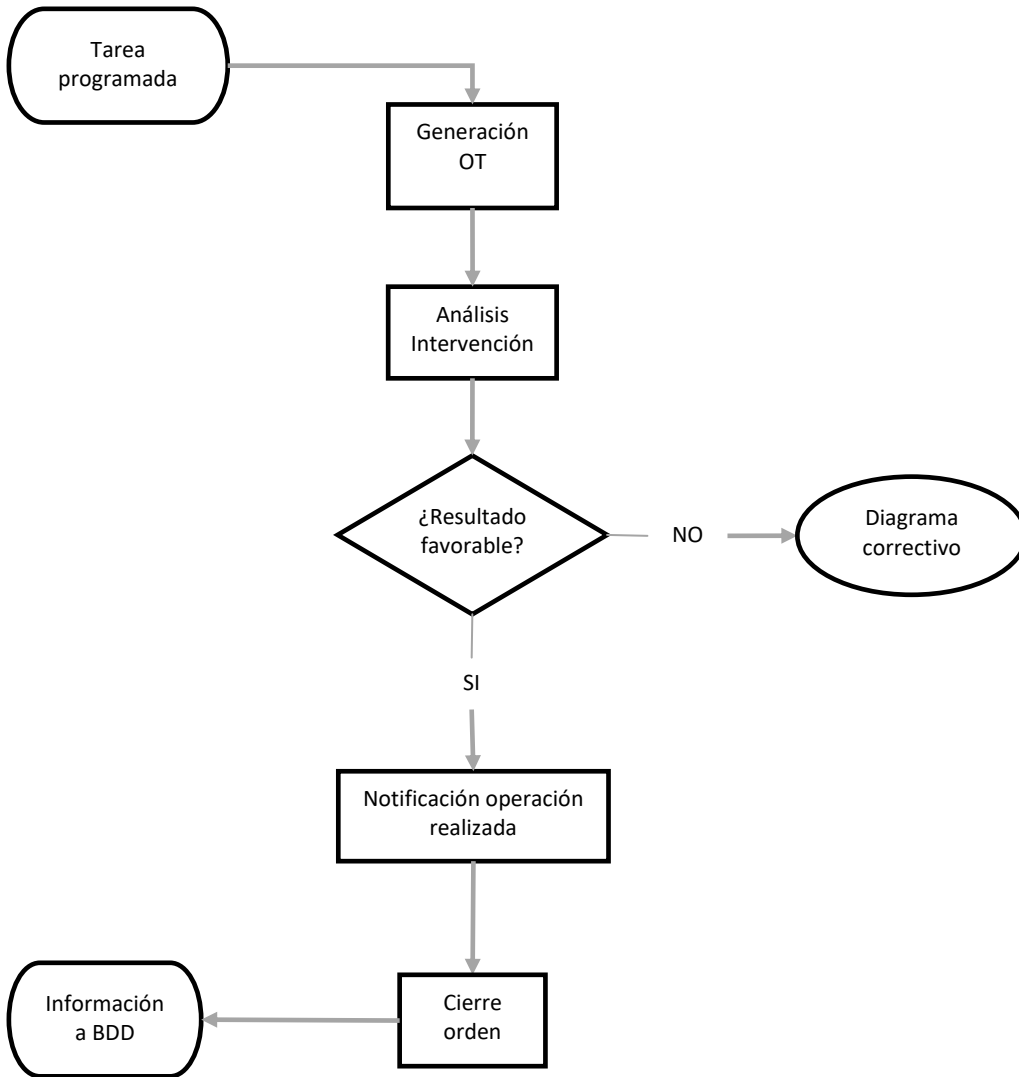 Tarea
programada
Generación
OT
Análisis
Intervención
¿Resultado
favorable?
NO
Diagrama
correctivo
SI
Notificación operación
realizada
Cierre
orden
Información
a BDD